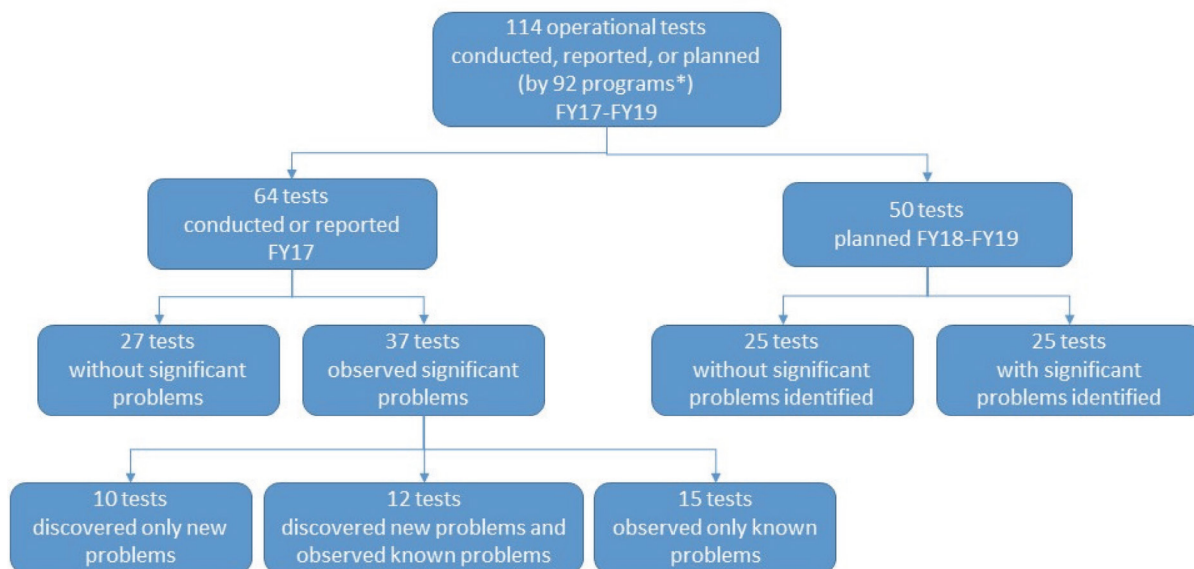 114 operational tests
conducted, reported, or planned
(by 92 programs*)
FY17-FY19
64 tests
conducted or reported
FY17
50 tests
planned FY18-FY19
27 tests
without significant
problems
37 tests
observed significant
problems
25 tests
without significant
problems identified
25 tests
with significant
problems identified
10 tests
discovered only new
problems
12 tests
discovered new problems and
observed known problems
15 tests
observed only known
problems